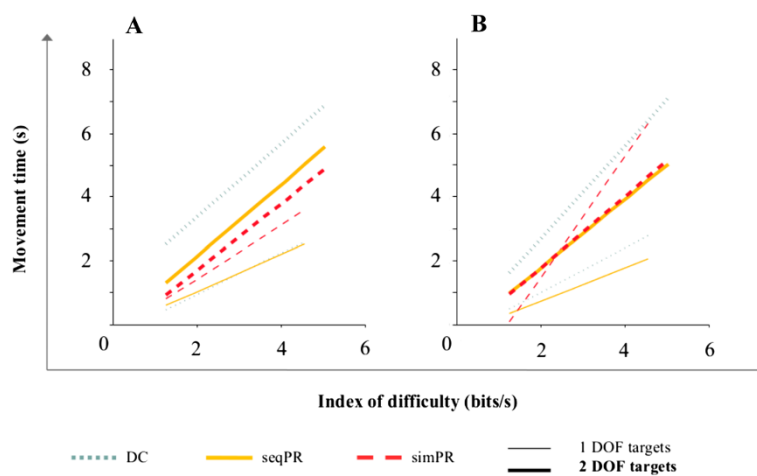 A
B
8
6
4
2
0
2
4
6
8
6
4
2
0
2
4
6
Movement time (s)
Index of difficulty (bits/s)
DC
seqPR
simPR
1 DOF targets
2 DOF targets